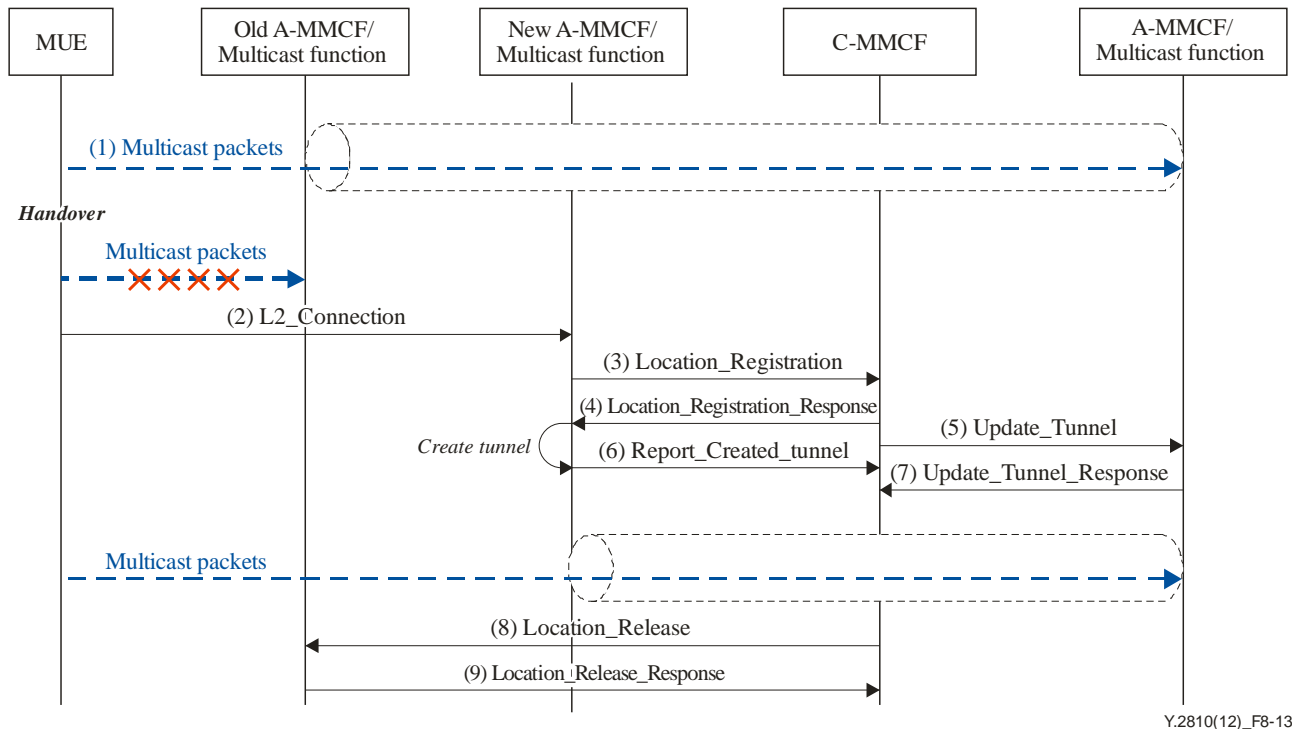 MUE
Old A-MMCF/
Multicast function
New A-MMCF/
Multicast function
C-MMCF
A-MMCF/
Multicast function
(1) Multicast packets
Handover
Multicast packets
(2) L2_Connection
(3) Location_Registration
(4) Location_Registration_Response
(5) Update_Tunnel
Create tunnel
(6) Report_Created_tunnel
(7) Update_Tunnel_Response
Multicast packets
(8) Location_Release
(9) Location_Release_Response
Y.2810(12)_F8-13